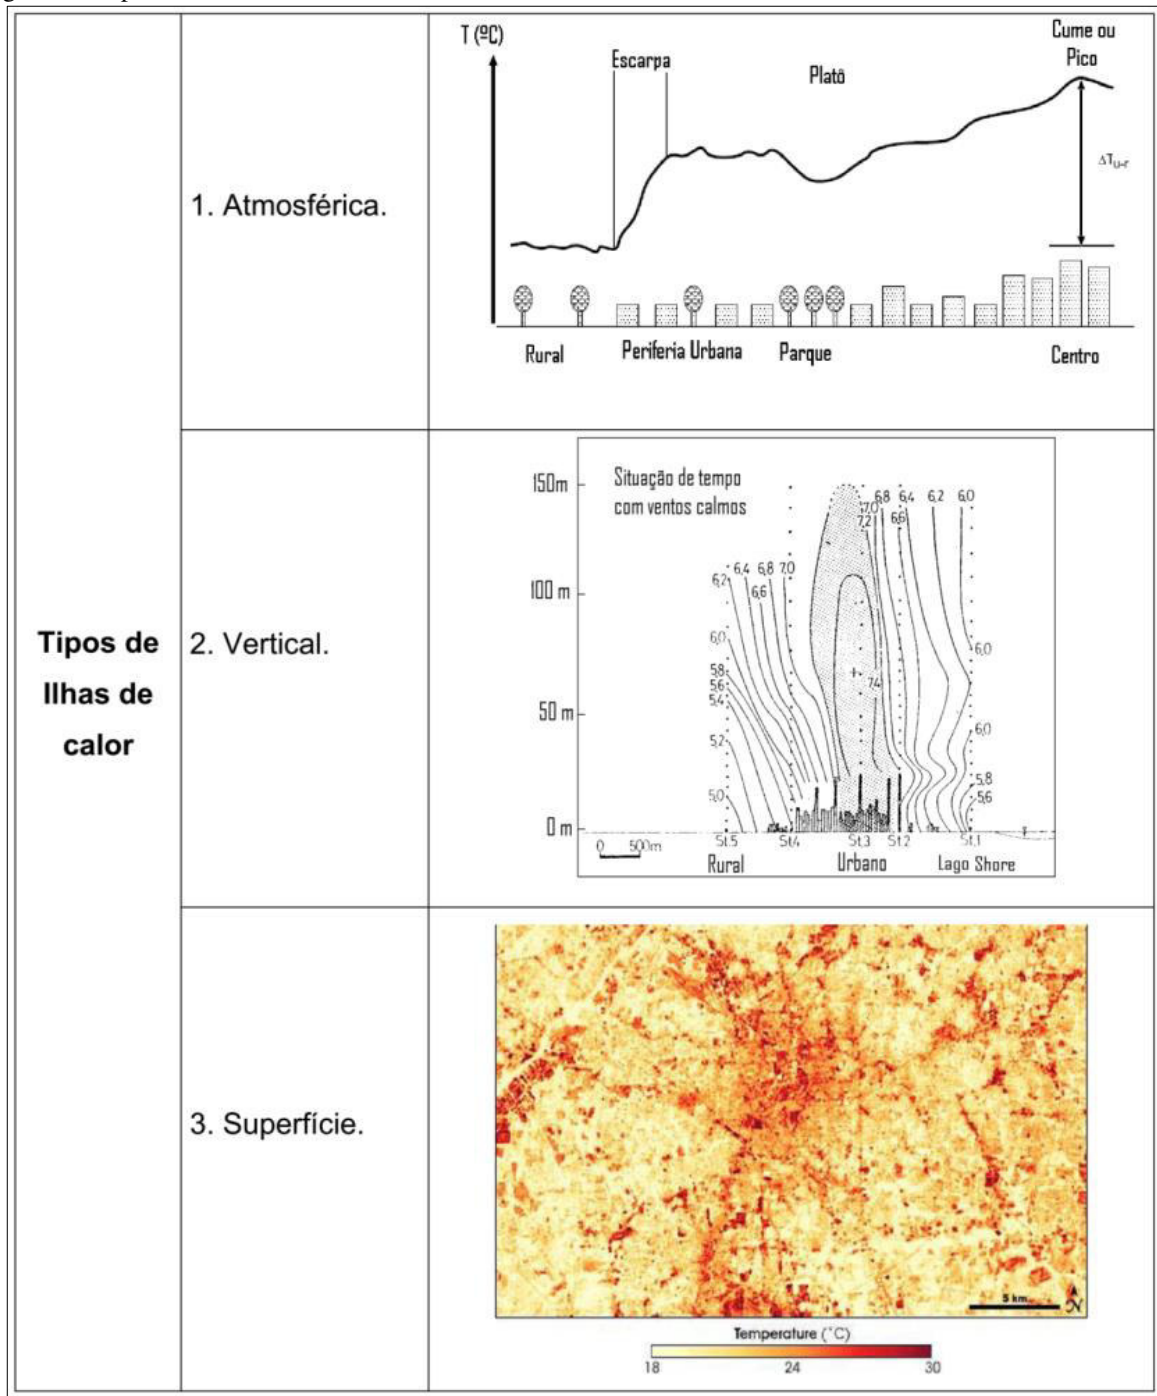 Tipos de
Ilhas de
calor
1. Atmosférica.
T (ºC)
Escarpa
Platô
Cume ou
Pico
ΔTu-r
Rural
Periferia Urbana
Parque
Centro
2. Vertical.
Situação de tempo
com ventos calmos
150m
100 m
50 m
0 m
6,2 6,4 6,6 6,8 7,0
7,2 7,0 6,8 6,6 6,4 6,2 6,0
6,0
5,8
5,6
5,4
5,2
5,0
7,4
6,0
6,0
5,8
5,6
St.5 St.4 St.3 St.2 St.1
0 500m
Rural
Urbano
Lago Shore
3. Superfície.
5 km
N
Temperature (°C)
18 24 30